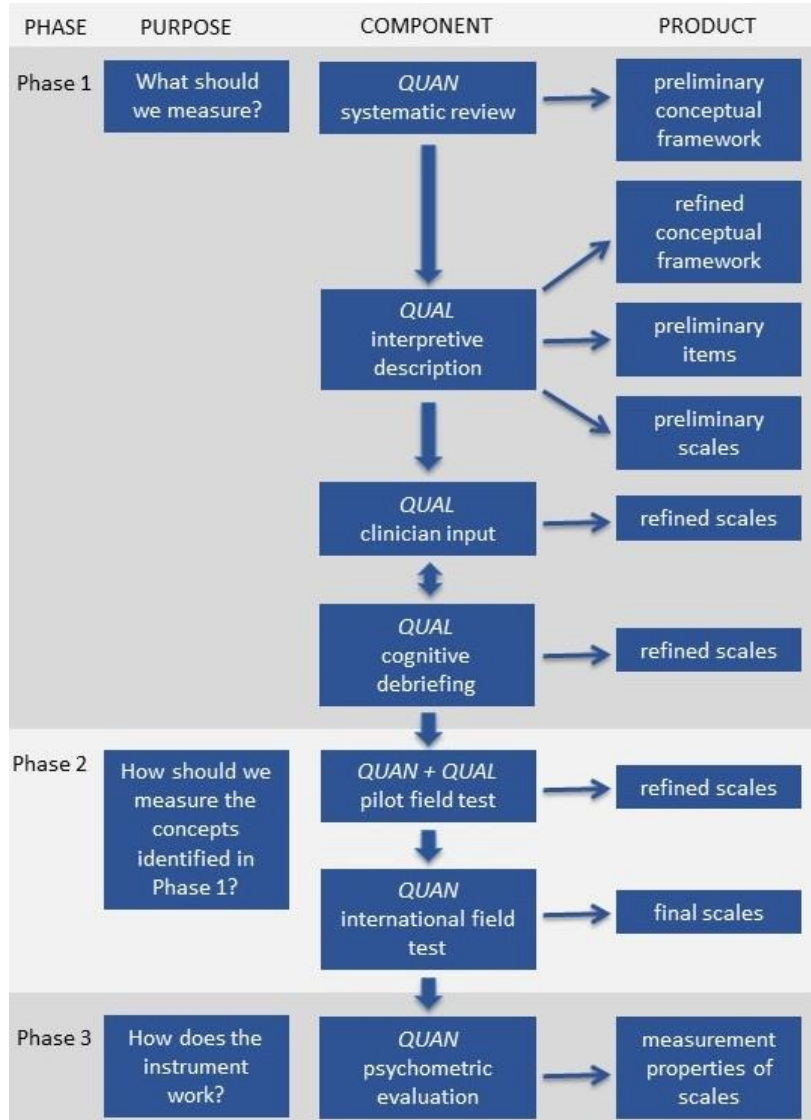 PHASE PURPOSE COMPONENT PRODUCT
Phase 1
What should
we measure?
QUAN
systematic review
preliminary
conceptual
framework
refined
conceptual
framework
QUAL
interpretive
description
preliminary
items
preliminary
scales
QUAL
clinician input
refined scales
QUAL
cognitive
debriefing
refined scales
Phase 2
How should we
measure the
concepts
identified in
Phase 1?
QUAN + QUAL
pilot field test
refined scales
QUAN
international field
test
final scales
Phase 3
How does the
instrument
work?
QUAN
psychometric
evaluation
measurement
properties of
scales